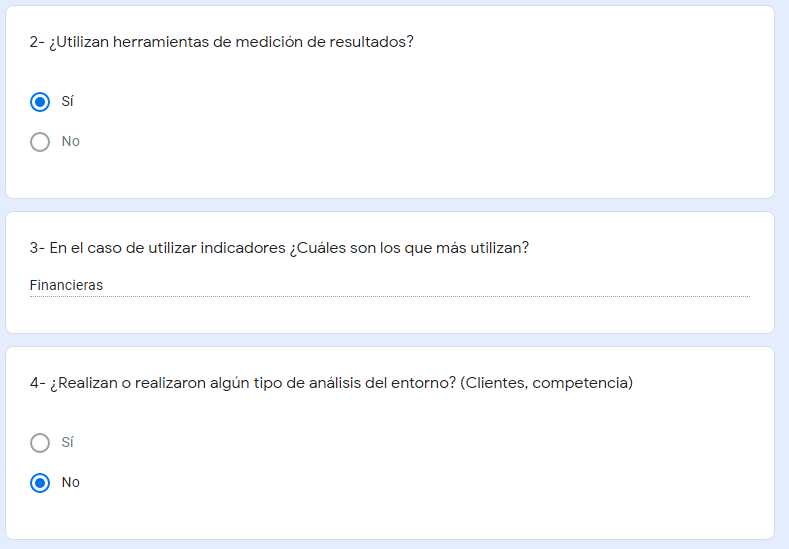 2- ¿Utilizan herramientas de medición de resultados?
Sí
No
3- En el caso de utilizar indicadores ¿Cuáles son los que más utilizan?
Financieras
4- ¿Realizan o realizaron algún tipo de análisis del entorno? (Clientes, competencia)
Sí
No